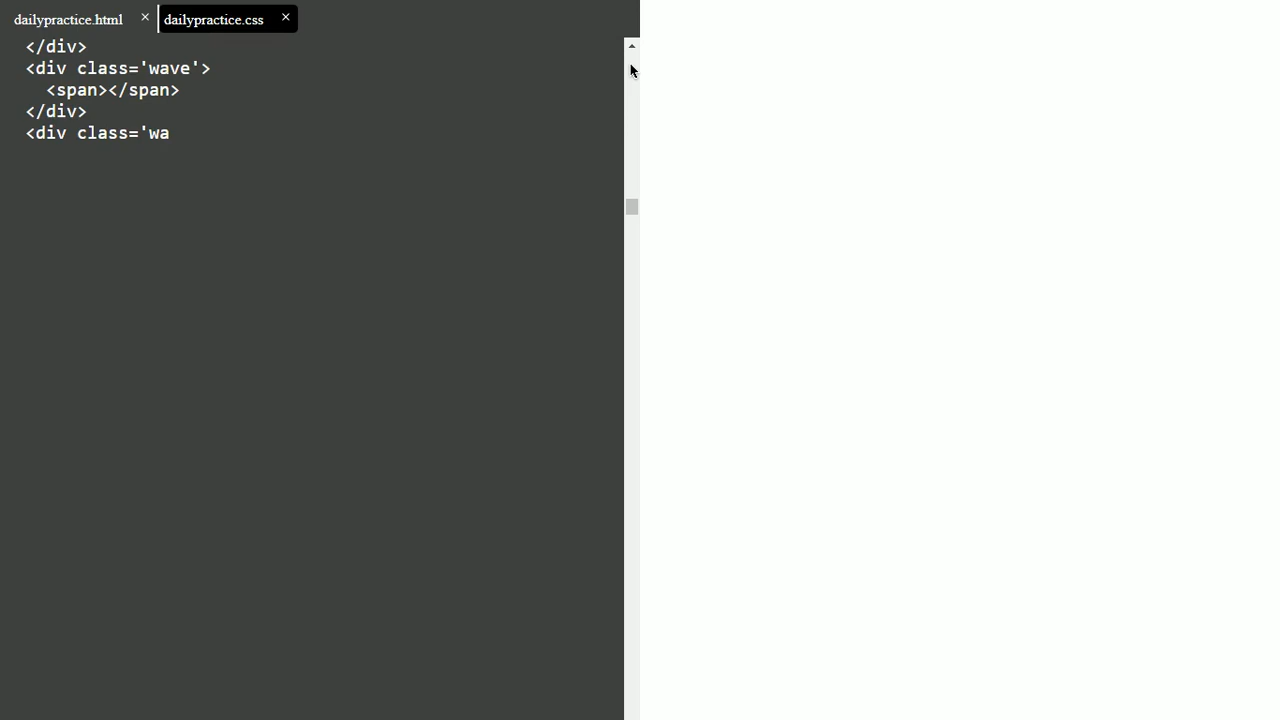 dailypractice.html × dailypractice.css ×
</div>
<div class='wave'>
<span></span>
</div>
<div class='wa